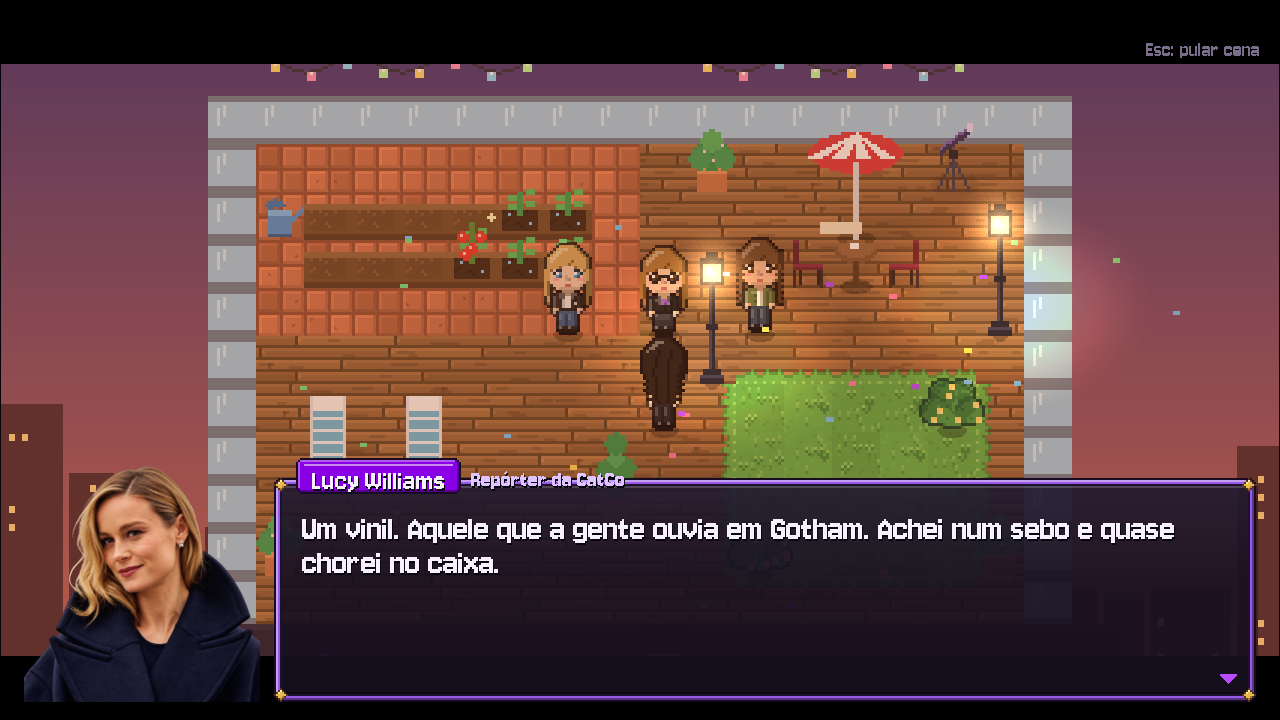 Esc: pular cena
Lucy Williams
Repórter da CatCo
Um vinil. Aquele que a gente ouvia em Gotham. Achei num sebo e quase
chorei no caixa.